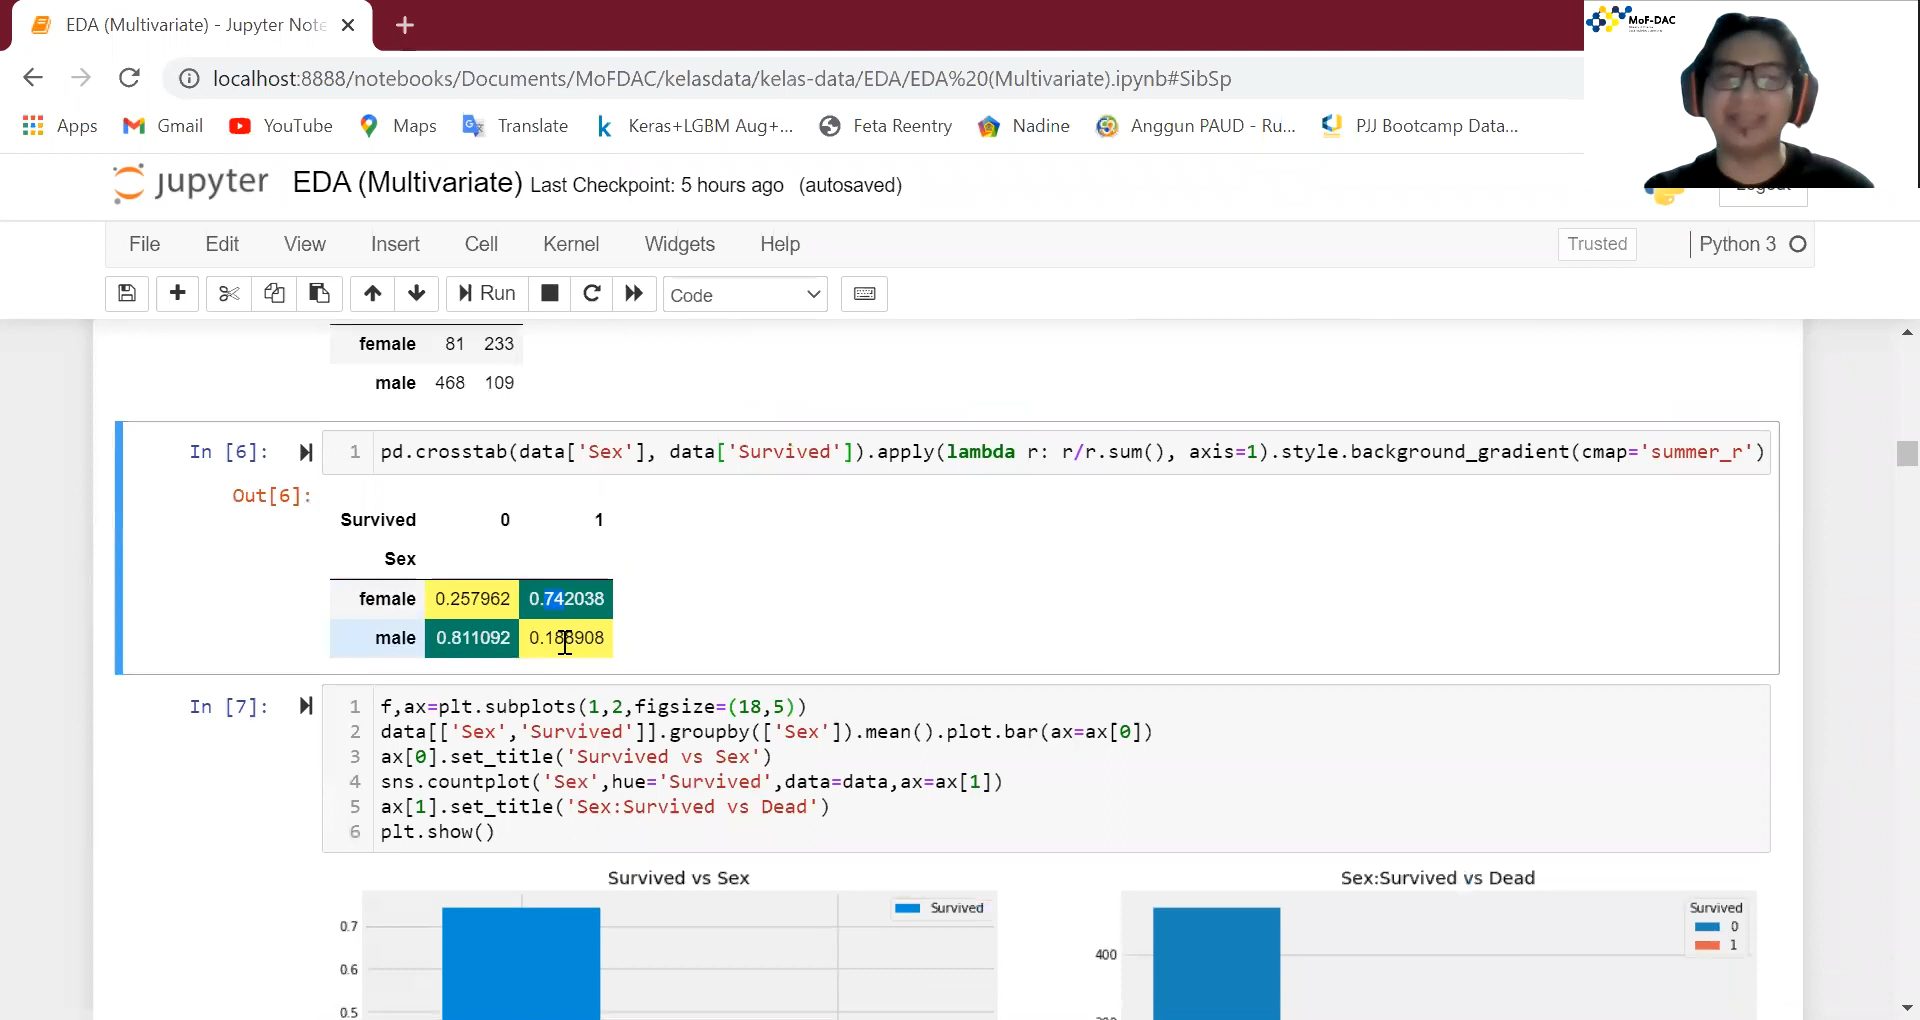 EDA (Multivariate) - Jupyter Note
localhost:8888/notebooks/Documents/MoFDAC/kelasdata/kelas-data/EDA/EDA%20(Multivariate).ipynb#SibSp
Apps Gmail YouTube Maps Translate Keras+LGBM Aug+... Feta Reentry Nadine Anggun PAUD - Ru... PJJ Bootcamp Data...
MoF-DAC
jupyter EDA (Multivariate) Last Checkpoint: 5 hours ago (autosaved)
File Edit View Insert Cell Kernel Widgets Help Trusted Python 3
Run Code
female 81 233
male 468 109
In [6]: 1 pd.crosstab(data['Sex'], data['Survived']).apply(lambda r: r/r.sum(), axis=1).style.background_gradient(cmap='summer_r')
Out[6]:
Survived 0 1
Sex
female 0.257962 0.742038
male 0.811092 0.188908
In [7]: 1 f,ax=plt.subplots(1,2,figsize=(18,5))
2 data[['Sex','Survived']].groupby(['Sex']).mean().plot.bar(ax=ax[0])
3 ax[0].set_title('Survived vs Sex')
4 sns.countplot('Sex',hue='Survived',data=data,ax=ax[1])
5 ax[1].set_title('Sex:Survived vs Dead')
6 plt.show()
Survived vs Sex
Survived
0.7
0.6
0.5
Sex:Survived vs Dead
Survived
0
1
400